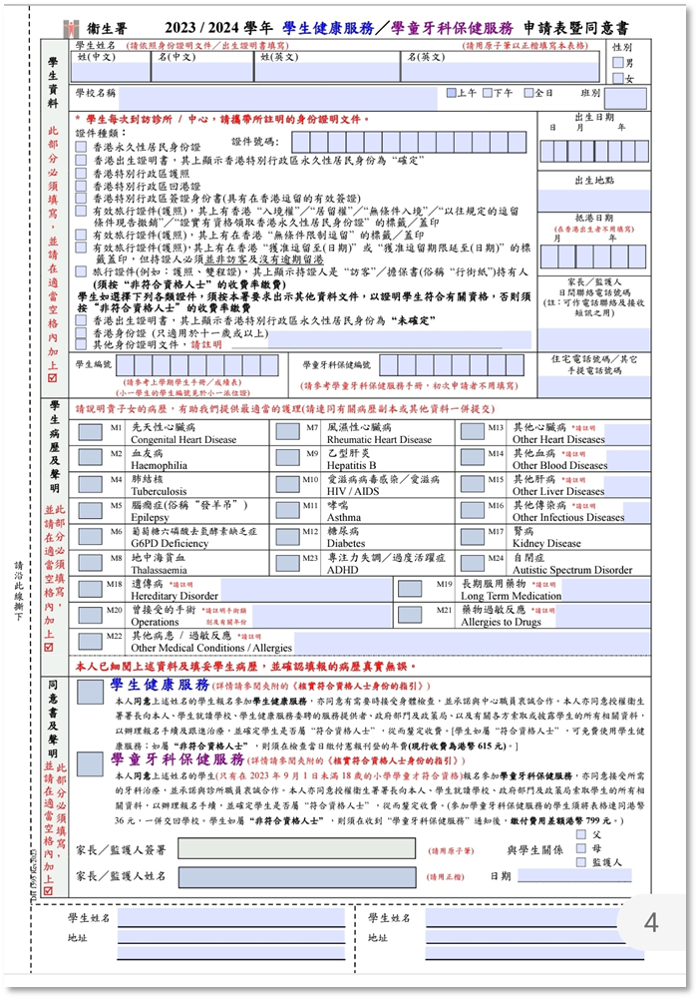 衞生署
2023 / 2024 學年 學生健康服務／學童牙科保健服務 申請表暨同意書
學生姓名 (請依照身份證明文件／出生證明書填寫) (請用原子筆以正楷填寫本表格)
性別
姓(中文) 名(中文) 姓(英文) 名(英文)
男
女
學校名稱 上午 下午 全日 班別
學生資料
此部分必須填寫，並請在適當空格內加上☑
* 學生每次到訪診所 / 中心，請攜帶所註明的身份證明文件。
證件種類： 證件號碼:
香港永久性居民身份證
香港出生證明書，其上顯示香港特別行政區永久性居民身份為 “確定”
香港特別行政區護照
香港特別行政區回港證
香港特別行政區簽證身份書(具有在香港逗留的有效簽證)
有效旅行證件(護照)，其上有香港 “入境權”／“居留權”／“無條件入境”／“以往規定的逗留
條件現告撤銷”／“證實有資格領取香港永久性居民身份證” 的標籤／蓋印
有效旅行證件(護照)，其上有在香港 “無條件限制逗留” 的標籤／蓋印
有效旅行證件(護照)，其上有在香港 “獲准逗留至(日期)” 或 “獲准逗留期限延至(日期)” 的標
籤蓋印，但持證人必須並非訪客及沒有逾期留港
旅行證件(例如：護照、雙程證)，其上顯示持證人是 “訪客”／擔保書(俗稱 “行街紙”)持有人
(須按 “非符合資格人士” 的收費率繳費)
學生如選擇下列各類證件，須按本署要求出示其他資料文件，以證明學生符合有關資格，否則須
按 “非符合資格人士” 的收費率繳費
香港出生證明書，其上顯示香港特別行政區永久性居民身份為 “未確定”
香港身份證 (只適用於十一歲或以上)
其他身份證明文件，請註明
出生日期
日 月 年
出生地點
抵港日期
(在香港出生者不用填寫)
月 年
家長／監護人
日間聯絡電話號碼
(註：可作電話聯絡及接收
短訊之用)
住宅電話號碼／其它
手提電話號碼
學生編號
(請參考上學期學生手冊／成績表)
(小一學生的學生編號見於小一派位證)
學童牙科保健編號
(請參考學童牙科保健服務手冊，初次申請者不用填寫)
學生病歷及聲明
此部分必須填寫，並請在適當空格內加上☑
請說明貴子女的病歷，有助我們提供最適當的護理(請連同有關病歷副本或其他資料一併提交)
M1 先天性心臟病 M7 風濕性心臟病 M13 其他心臟病 *請註明
Congenital Heart Disease Rheumatic Heart Disease Other Heart Diseases
M2 血友病 M9 乙型肝炎 M14 其他血病 *請註明
Haemophilia Hepatitis B Other Blood Diseases
M4 肺結核 M10 愛滋病病毒感染／愛滋病 M15 其他肝病 *請註明
Tuberculosis HIV / AIDS Other Liver Diseases
M5 腦癇症(俗稱“發羊吊”) M11 哮喘 M16 其他傳染病 *請註明
Epilepsy Asthma Other Infectious Diseases
M6 葡萄糖六磷酸去氫酵素缺乏症 M12 糖尿病 M17 腎病
G6PD Deficiency Diabetes Kidney Disease
M8 地中海貧血 M23 專注力失調／過度活躍症 M24 自閉症
Thalassaemia ADHD Autistic Spectrum Disorder
M18 遺傳病 *請註明 M19 長期服用藥物 *請註明
Hereditary Disorder Long Term Medication
M20 曾接受的手術 *請註明手術類 M21 藥物過敏反應 *請註明
Operations 別及有關年份 Allergies to Drugs
M22 其他病患 / 過敏反應 *請註明
Other Medical Conditions / Allergies
本人已細閱上述資料及填妥學生病歷，並確認填報的病歷真實無誤。
請沿此線撕下
同意書及聲明
此部分必須填寫，並請在適當空格內加上☑
學生健康服務(詳情請參閱夾附的《核實符合資格人士身份的指引》)
本人同意上述姓名的學生報名參加學生健康服務，亦同意有需要時接受身體檢查，並承諾與中心職員衷誠合作。本人亦同意授權衞生
署署長向本人、學生就讀學校、學生健康服務委聘的服務提供者、政府部門及政策局、以及有關各方索取或披露學生的所有相關資料，
以辦理報名手續及跟進治療，並確定學生是否屬 “符合資格人士”，從而釐定收費。[學生如屬 “符合資格人士”，可免費使用學生健
康服務；如屬 “非符合資格人士”，則須在檢查當日繳付憲報刊登的年費(現行收費為港幣 615 元)。]
學童牙科保健服務(詳情請參閱夾附的《核實符合資格人士身份的指引》)
本人同意上述姓名的學生(只有在 2023 年 9 月 1 日未滿 18 歲的小學學童才符合資格)報名參加學童牙科保健服務，亦同意接受所需
的牙科治療，並承諾與診所職員衷誠合作。本人亦同意授權衞生署署長向本人、學生就讀學校、政府部門及政策局索取學生的所有相
關資料，以辦理報名手續，並確定學生是否屬 “符合資格人士”，從而釐定收費。(參加學童牙科保健服務的學生須將表格連同港幣
36 元，一併交回學校。學生如屬 “非符合資格人士”，則須在收到 “學童牙科保健服務” 通知後，繳付費用差額港幣 799 元。)
家長／監護人簽署 (請用原子筆) 與學生關係
父
母
監護人
家長／監護人姓名 (請用正楷) 日期
學生姓名 學生姓名
地址 地址
4